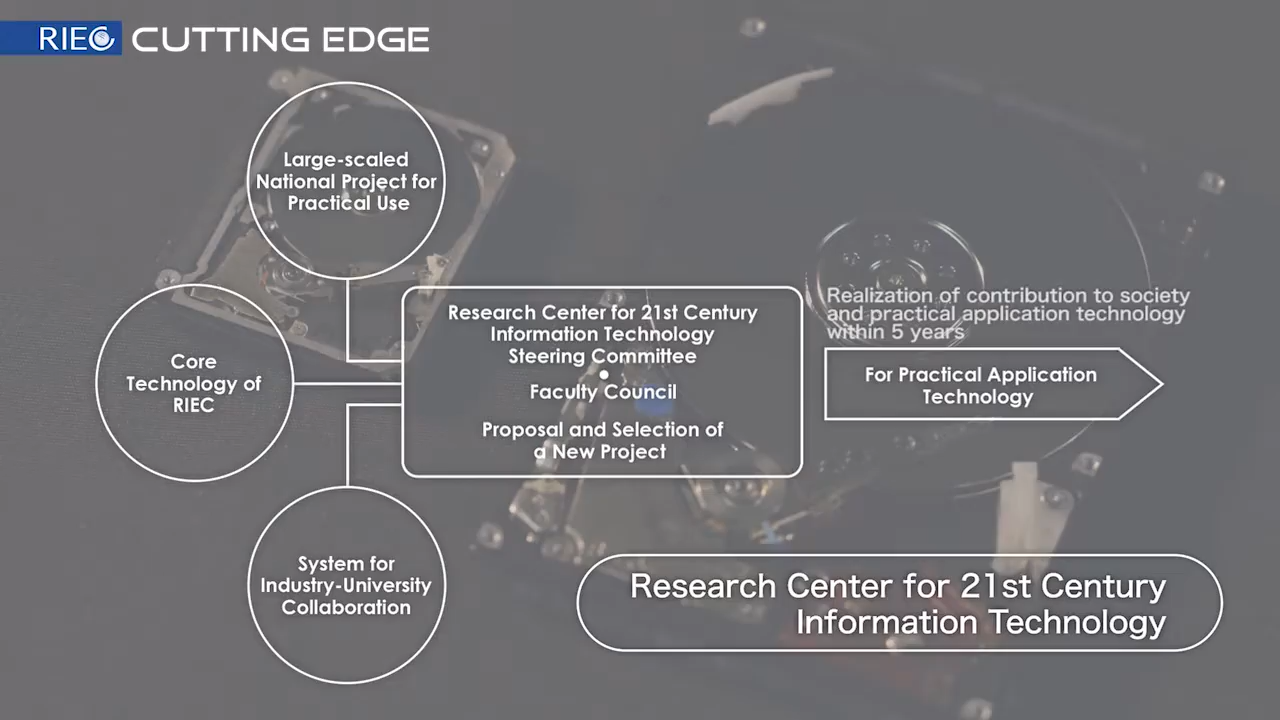 RIEC CUTTING EDGE
Large-scaled
National Project for
Practical Use
Core
Technology of
RIEC
System for
Industry-University
Collaboration
Research Center for 21st Century
Information Technology
Steering Committee
•
Faculty Council
Proposal and Selection of
a New Project
Realization of contribution to society
and practical application technology
within 5 years
For Practical Application
Technology
Research Center for 21st Century
Information Technology